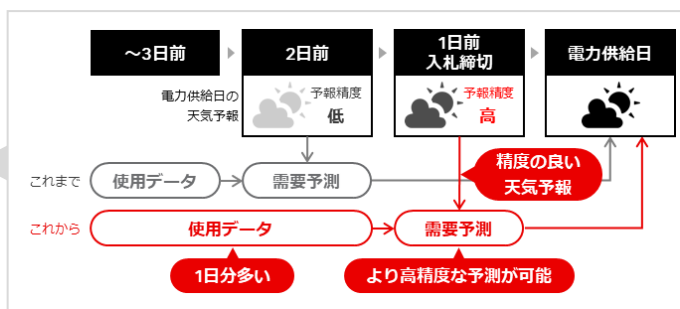 ~3日前
2日前
1日前
入札締切
電力供給日
電力供給日の
天気予報
予報精度
低
予報精度
高
精度の良い
天気予報
これまで
使用データ
需要予測
これから
使用データ
需要予測
1日分多い
より高精度な予測が可能